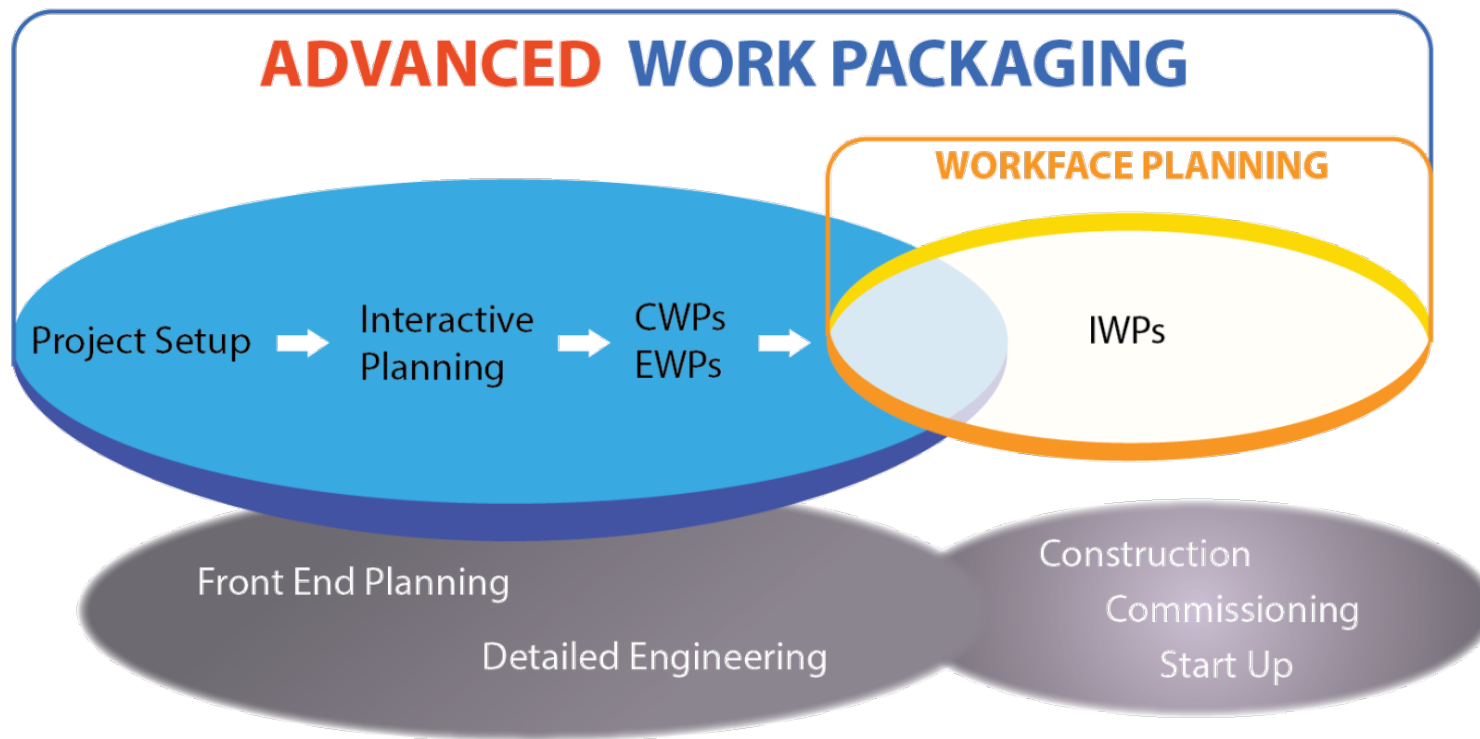 ADVANCED WORK PACKAGING
WORKFACE PLANNING
Project Setup
Interactive
Planning
CWPs
EWPs
IWPs
Front End Planning
Detailed Engineering
Construction
Commissioning
Start Up